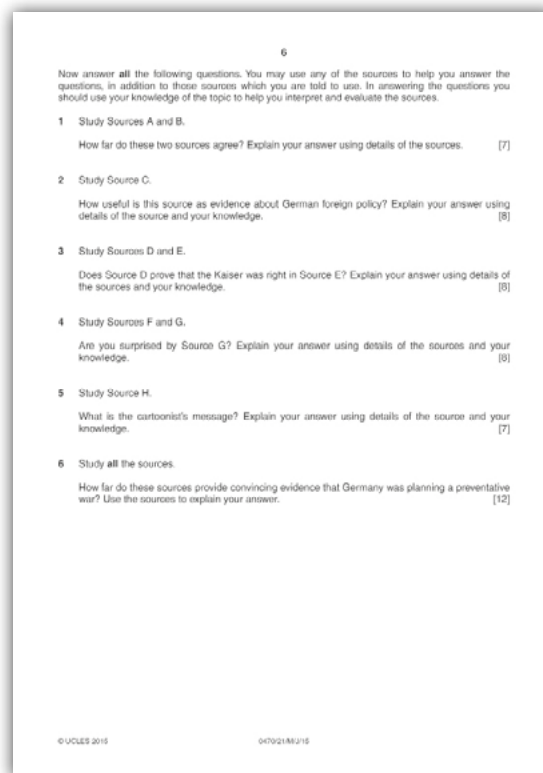 6
Now answer all the following questions. You may use any of the sources to help you answer the
questions, in addition to those sources which you are told to use. In answering the questions you
should use your knowledge of the topic to help you interpret and evaluate the sources.
1 Study Sources A and B.
How far do these two sources agree? Explain your answer using details of the sources. [7]
2 Study Source C.
How useful is this source as evidence about German foreign policy? Explain your answer using
details of the source and your knowledge. [8]
3 Study Sources D and E.
Does Source D prove that the Kaiser was right in Source E? Explain your answer using details of
the sources and your knowledge. [8]
4 Study Sources F and G.
Are you surprised by Source G? Explain your answer using details of the sources and your
knowledge. [8]
5 Study Source H.
What is the cartoonist's message? Explain your answer using details of the source and your
knowledge. [7]
6 Study all the sources.
How far do these sources provide convincing evidence that Germany was planning a preventative
war? Use the sources to explain your answer. [12]
© UCLES 2015 0470/21/M/J/15